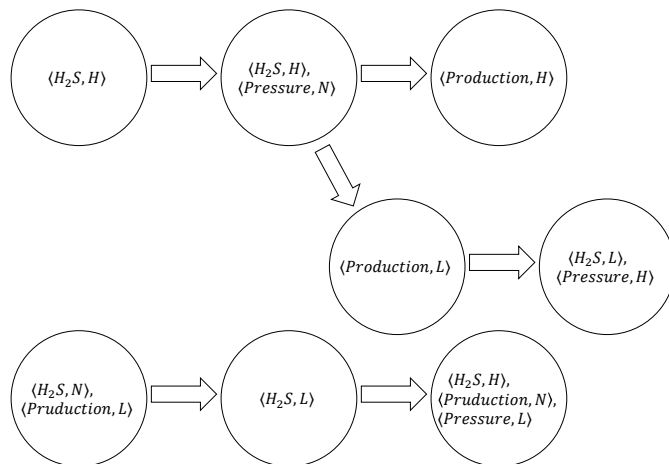 ⟨H₂S, H⟩
⟨H₂S, H⟩,
⟨Pressure, N⟩
⟨Production, H⟩
⟨Production, L⟩
⟨H₂S, L⟩,
⟨Pressure, H⟩
⟨H₂S, N⟩,
⟨Pruduction, L⟩
⟨H₂S, L⟩
⟨H₂S, H⟩,
⟨Pruduction, N⟩,
⟨Pressure, L⟩